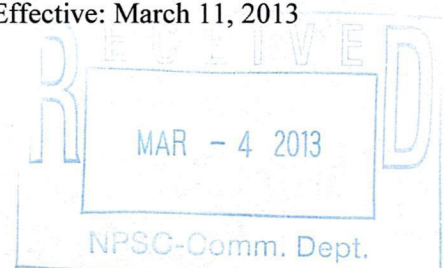 Effective: March 11, 2013
RECEIVED
MAR - 4 2013
NPSC-Comm. Dept.